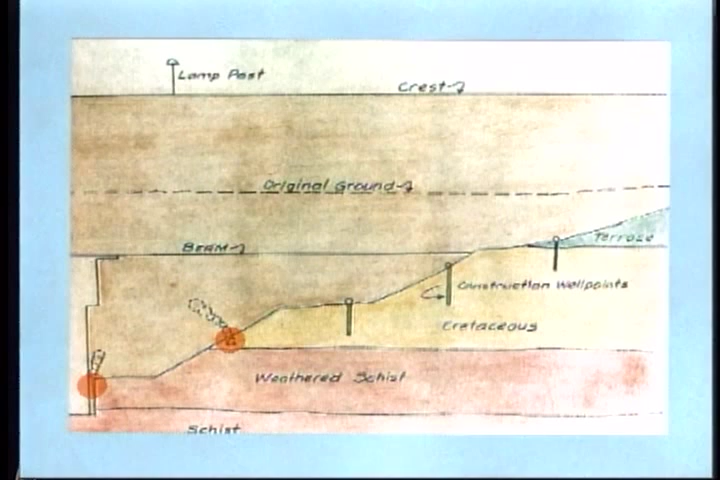 Lamp Post
Crest
Original Ground
BERM
Terrace
Construction Wellpoints
Cretaceous
Weathered Schist
Schist